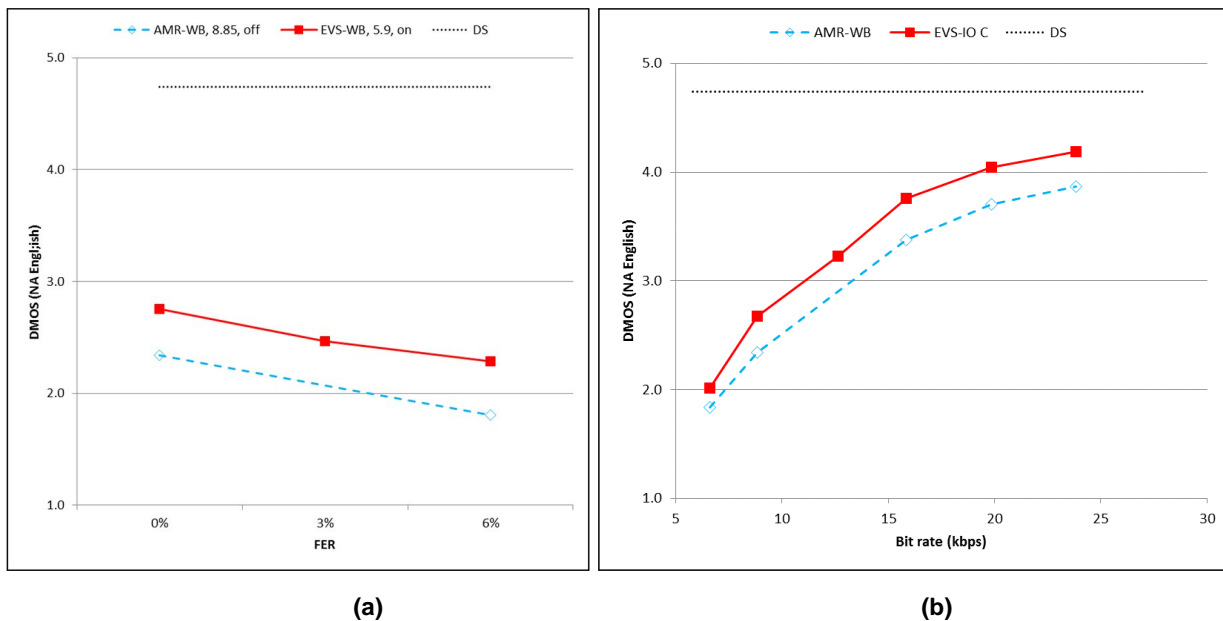 AMR-WB, 8.85, off EVS-WB, 5.9, on DS
5.0
4.0
3.0
2.0
1.0
DMOS (NA Engl;ish)
0% 3% 6%
FER
(a)
AMR-WB EVS-IO C DS
5.0
4.0
3.0
2.0
1.0
DMOS (NA English)
5 10 15 20 25 30
Bit rate (kbps)
(b)